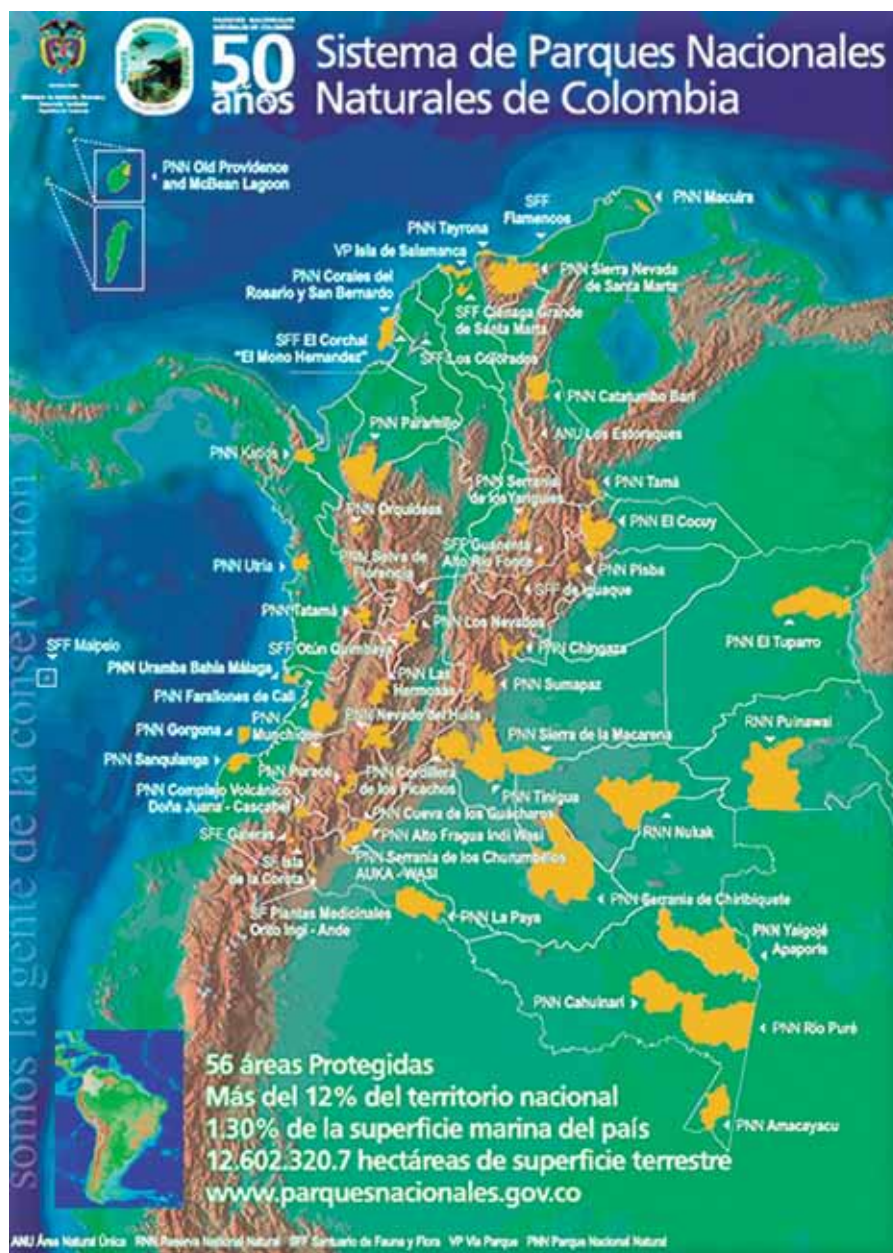 PARQUES NACIONALES
NATURALES DE COLOMBIA
50
años
Sistema de Parques Nacionales
Naturales de Colombia
PNN Old Providence
and McBean Lagoon
PNN Macuira
SFF
Flamencos
PNN Tayrona
VP Isla de Salamanca
PNN Corales del
Rosario y San Bernardo
PNN Sierra Nevada
de Santa Marta
SFF Ciénaga Grande
de Santa Marta
SFF El Corchal
"El Mono Hernandez"
SFF Los Colorados
PNN Catatumbo Barí
PNN Paramillo
ANU Los Estoraques
PNN Katios
PNN Serranía
de los Yariguíes
PNN Tamá
PNN Orquídeas
PNN El Cocuy
SFF Guanentá
Alto Río Fonce
PNN Selva de
Florencia
PNN Utría
PNN Pisba
SFF de Iguaque
PNN Tatamá
PNN Los Nevados
PNN El Tuparro
SFF Malpelo
SFF Otún Quimbaya
PNN Chingaza
PNN Uramba Bahía Málaga
PNN Las
Hermosas
PNN Sumapaz
PNN Farallones de Cali
PNN
Munchique
PNN Nevado del Huila
PNN Gorgona
PNN Sierra de la Macarena
RNN Puinawai
PNN Sanquianga
PNN Puracé
PNN Cordillera
de los Picachos
PNN Complejo Volcánico
Doña Juana - Cascabel
PNN Tinigua
PNN Cueva de los Guácharos
RNN Nukak
SFF Galeras
PNN Alto Fragua Indi Wasi
SF Isla
de la Corota
PNN Serranía de los Churumbelos
AUKA - WASI
PNN Serranía de Chiribiquete
SF Plantas Medicinales
Orito Ingi - Ande
PNN La Paya
PNN Yaigojé
Apaporis
PNN Cahuinarí
PNN Río Puré
PNN Amacayacu
somos la gente de la conservación
56 áreas Protegidas
Más del 12% del territorio nacional
1.30% de la superficie marina del país
12.602.320.7 hectáreas de superficie terrestre
www.parquesnacionales.gov.co
ANU Área Natural Única RNN Reserva Nacional Natural SFF Santuario de Fauna y Flora VP Vía Parque PNN Parque Nacional Natural